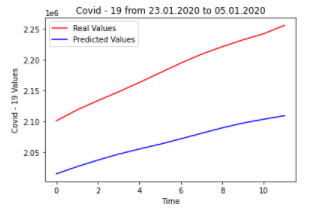 Covid - 19 from 23.01.2020 to 05.01.2020
1e6
Real Values
Predicted Values
2.25
2.20
2.15
2.10
2.05
Covid - 19 Values
0 2 4 6 8 10
Time